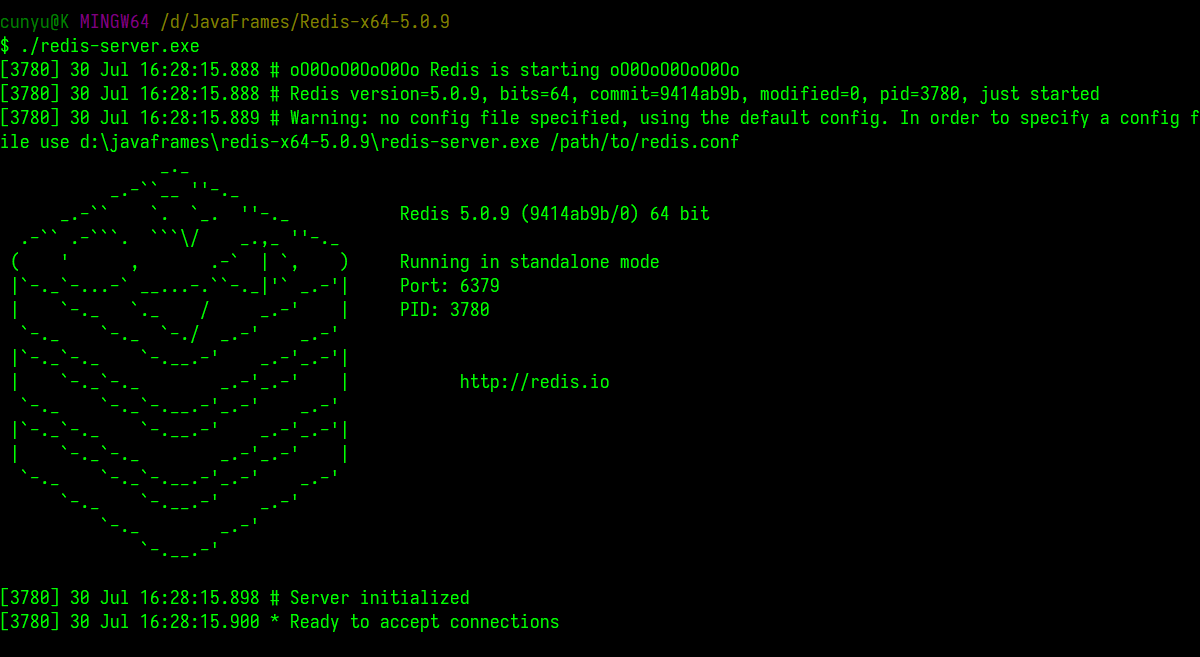 cunyu@K MINGW64 /d/JavaFrames/Redis-x64-5.0.9
$ ./redis-server.exe
[3780] 30 Jul 16:28:15.888 # oO0OoO0OoO0Oo Redis is starting oO0OoO0OoO0Oo
[3780] 30 Jul 16:28:15.888 # Redis version=5.0.9, bits=64, commit=9414ab9b, modified=0, pid=3780, just started
[3780] 30 Jul 16:28:15.889 # Warning: no config file specified, using the default config. In order to specify a config f
ile use d:\javaframes\redis-x64-5.0.9\redis-server.exe /path/to/redis.conf
Redis 5.0.9 (9414ab9b/0) 64 bit
Running in standalone mode
Port: 6379
PID: 3780
http://redis.io
[3780] 30 Jul 16:28:15.898 # Server initialized
[3780] 30 Jul 16:28:15.900 * Ready to accept connections